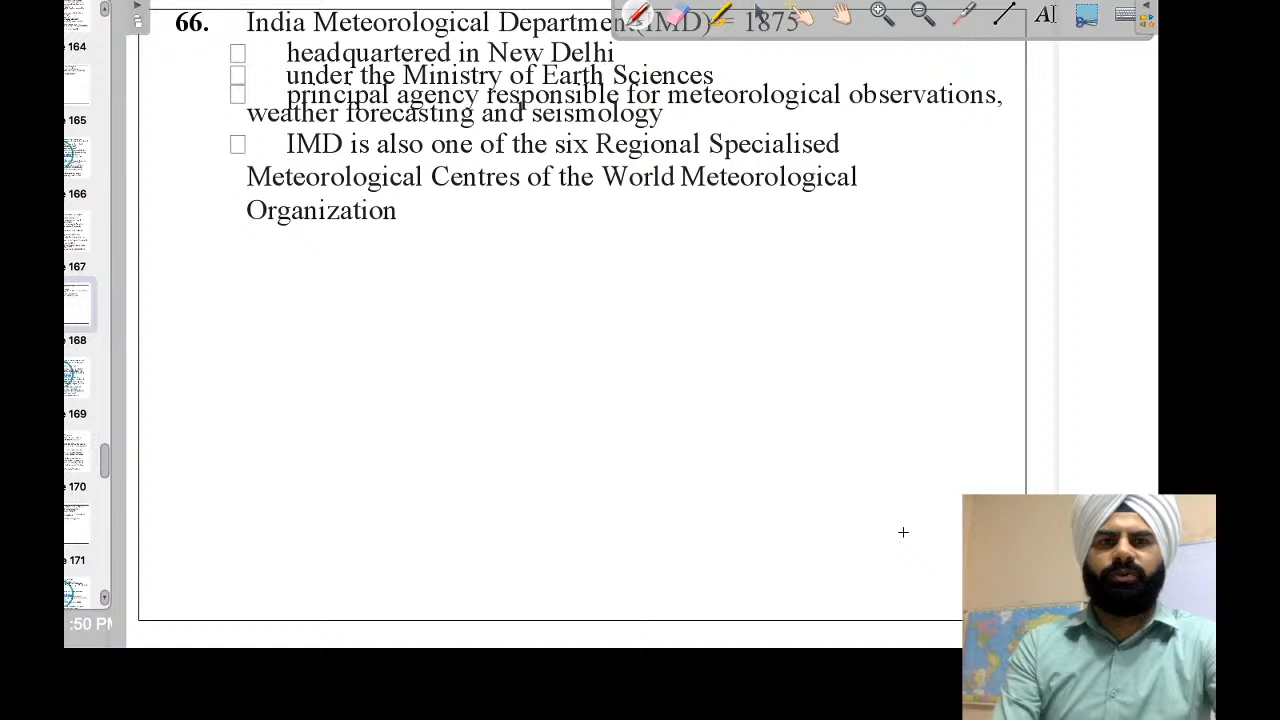 66. India Meteorological Department (IMD) = 1875
headquartered in New Delhi
under the Ministry of Earth Sciences
principal agency responsible for meteorological observations,
weather forecasting and seismology
IMD is also one of the six Regional Specialised
Meteorological Centres of the World Meteorological
Organization
e 164
e 165
e 166
e 167
e 168
e 169
e 170
e 171
:50 PM
AI